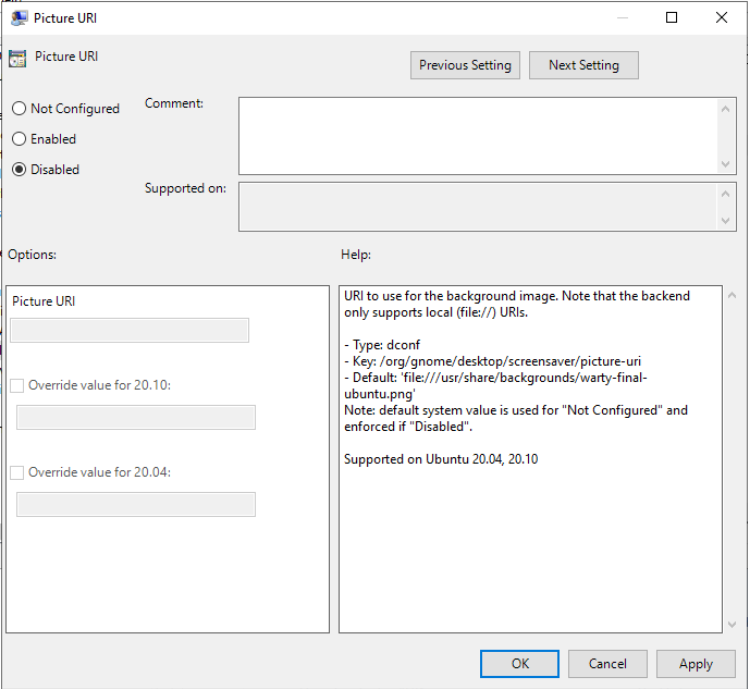 Picture URI
Picture URI
Previous Setting
Next Setting
Not Configured
Comment:
Enabled
Disabled
Supported on:
Options:
Help:
Picture URI
Override value for 20.10:
Override value for 20.04:
URI to use for the background image. Note that the backend
only supports local (file://) URIs.
- Type: dconf
- Key: /org/gnome/desktop/screensaver/picture-uri
- Default: 'file:///usr/share/backgrounds/warty-final-
ubuntu.png'
Note: default system value is used for "Not Configured" and
enforced if "Disabled".
Supported on Ubuntu 20.04, 20.10
OK
Cancel
Apply